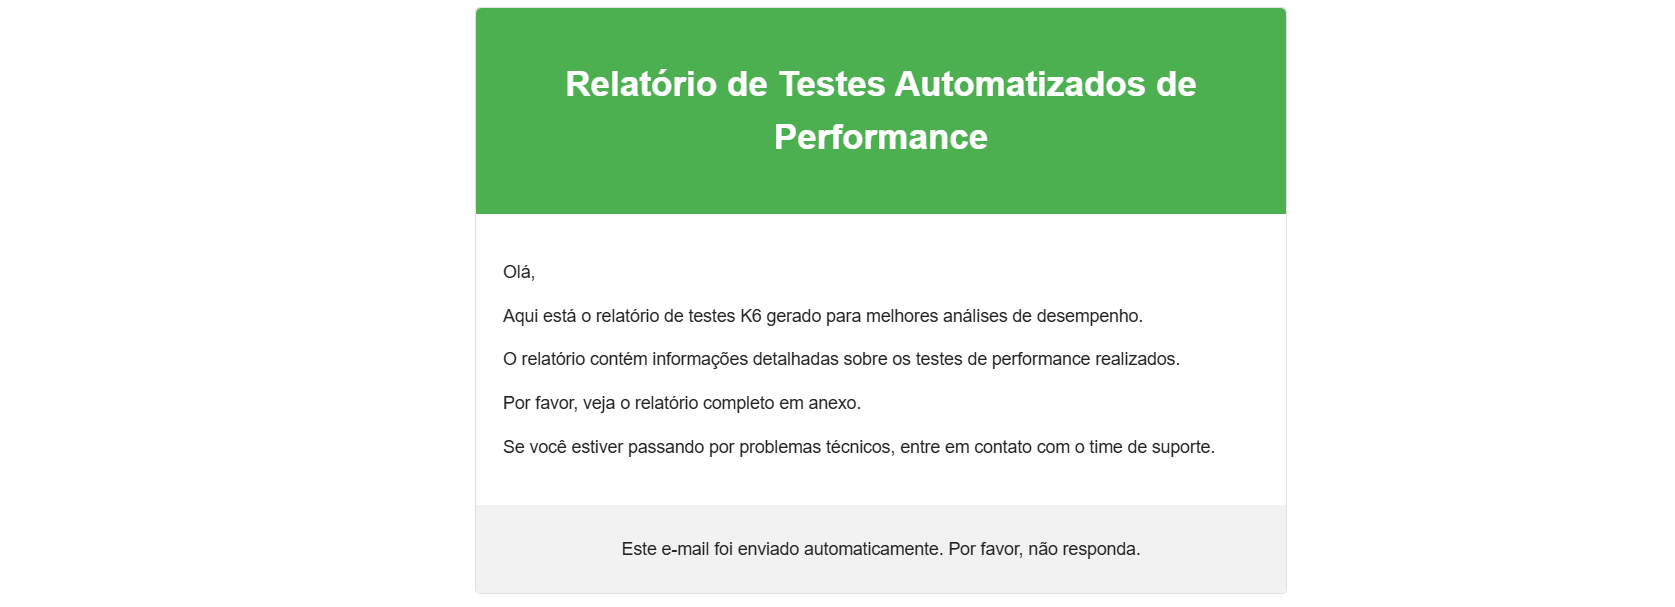 Relatório de Testes Automatizados de
Performance
Olá,
Aqui está o relatório de testes K6 gerado para melhores análises de desempenho.
O relatório contém informações detalhadas sobre os testes de performance realizados.
Por favor, veja o relatório completo em anexo.
Se você estiver passando por problemas técnicos, entre em contato com o time de suporte.
Este e-mail foi enviado automaticamente. Por favor, não responda.